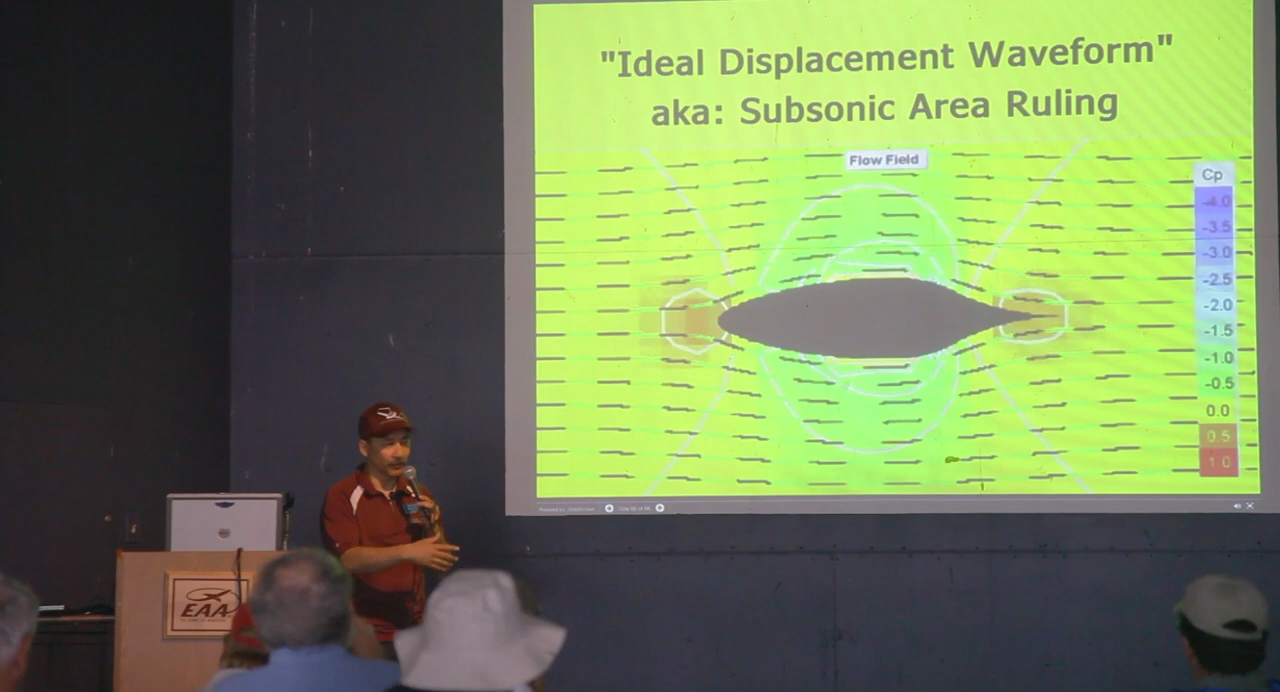 "Ideal Displacement Waveform"
aka: Subsonic Area Ruling
Flow Field
Cp
-4.0
-3.5
-3.0
-2.5
-2.0
-1.5
-1.0
-0.5
0.0
0.5
1.0
EAA